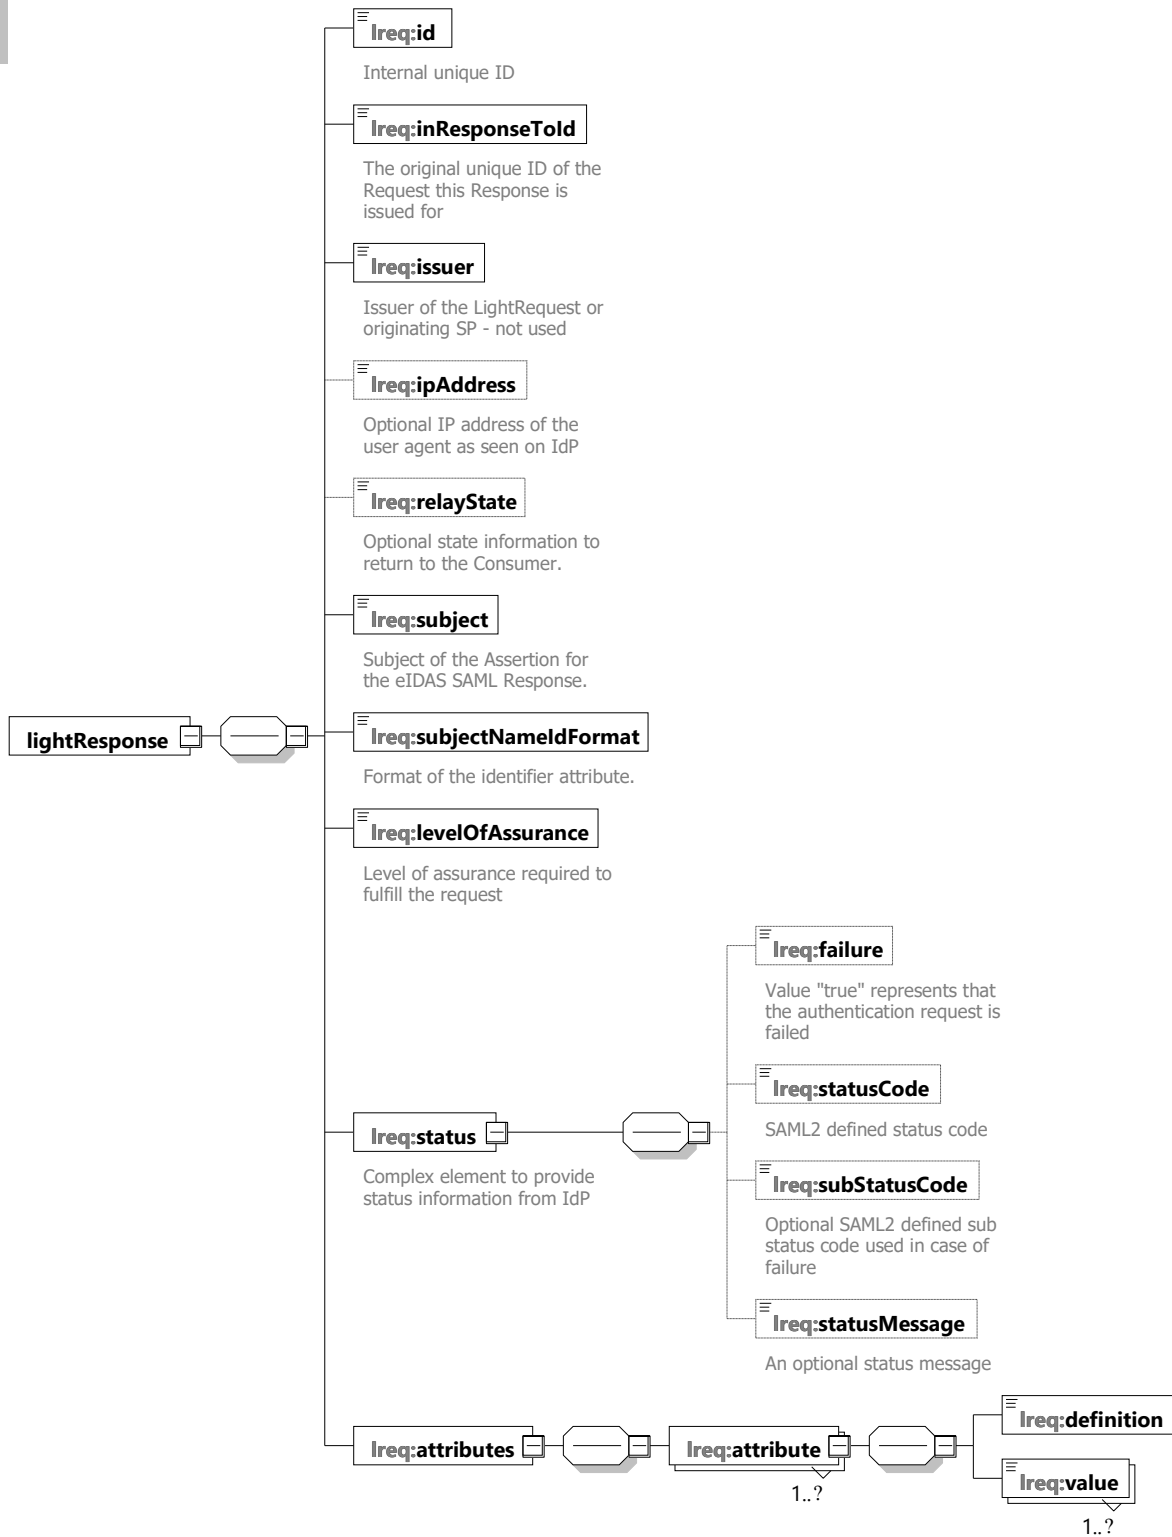 lreq:id
Internal unique ID
lreq:inResponseToId
The original unique ID of the
Request this Response is
issued for
lreq:issuer
Issuer of the LightRequest or
originating SP - not used
lreq:ipAddress
Optional IP address of the
user agent as seen on IdP
lreq:relayState
Optional state information to
return to the Consumer.
lreq:subject
Subject of the Assertion for
the eIDAS SAML Response.
lightResponse
lreq:subjectNameIdFormat
Format of the identifier attribute.
lreq:levelOfAssurance
Level of assurance required to
fulfill the request
lreq:failure
Value "true" represents that
the authentication request is
failed
lreq:statusCode
SAML2 defined status code
lreq:status
Complex element to provide
status information from IdP
lreq:subStatusCode
Optional SAML2 defined sub
status code used in case of
failure
lreq:statusMessage
An optional status message
lreq:attributes
lreq:attribute
1..?
lreq:definition
lreq:value
1..?